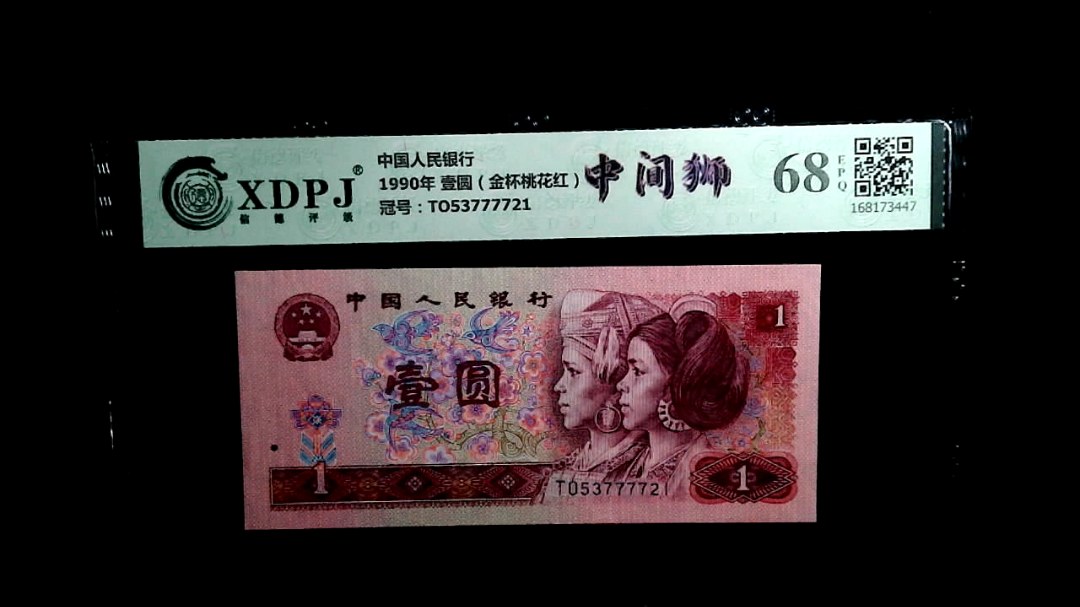 XDPJ®
信德评级
中国人民银行
1990年 壹圆（金杯桃花红）
冠号：TO53777721
中间狮
68
EPQ
168173447
中国人民银行
1
壹圆
1
TO53777721
1